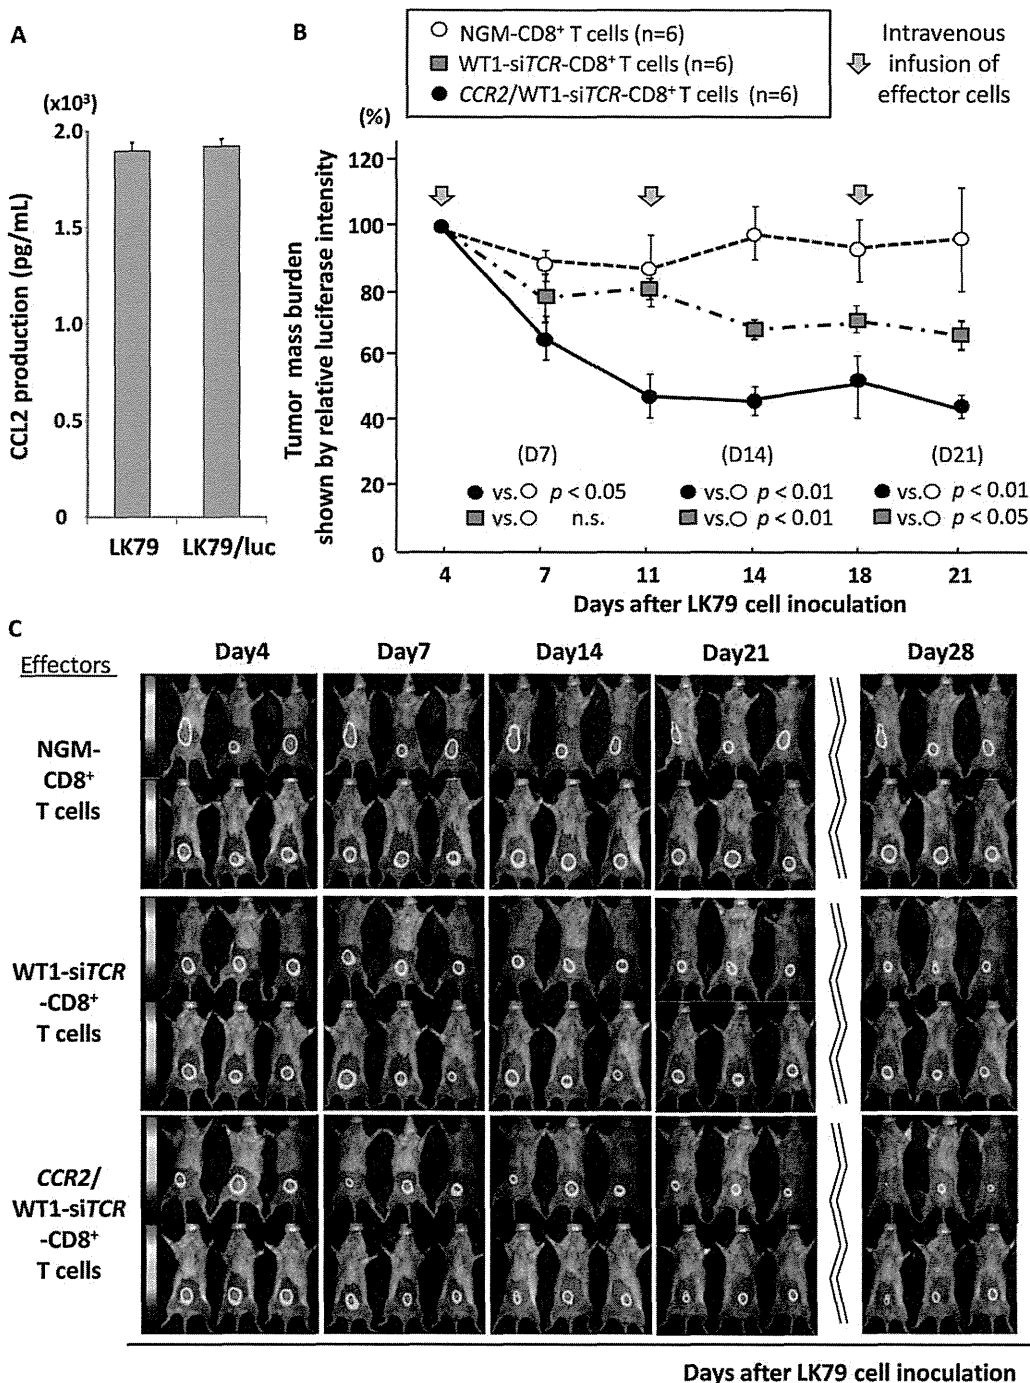 A
(x10³)
2.0
1.5
1.0
0.5
0
CCL2 production (pg/mL)
LK79
LK79/luc
B
NGM-CD8⁺ T cells (n=6)
WT1-siTCR-CD8⁺ T cells (n=6)
CCR2/WT1-siTCR-CD8⁺ T cells (n=6)
Intravenous
infusion of
effector cells
(%)
120
100
80
60
40
20
0
Tumor mass burden
shown by relative luciferase intensity
(D7)
(D14)
(D21)
vs. p < 0.05
vs. p < 0.01
vs. p < 0.01
vs. n.s.
vs. p < 0.01
vs. p < 0.05
4 7 11 14 18 21
Days after LK79 cell inoculation
C
Effectors
Day4
Day7
Day14
Day21
Day28
NGM-
CD8⁺
T cells
WT1-siTCR
-CD8⁺
T cells
CCR2/
WT1-siTCR
-CD8⁺
T cells
Days after LK79 cell inoculation